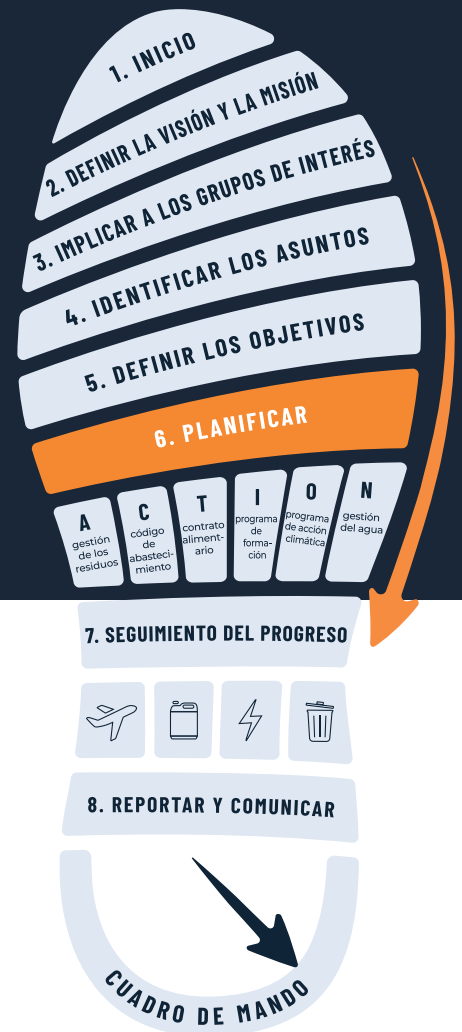 1. INICIO
2. DEFINIR LA VISIÓN Y LA MISIÓN
3. IMPLICAR A LOS GRUPOS DE INTERÉS
4. IDENTIFICAR LOS ASUNTOS
5. DEFINIR LOS OBJETIVOS
6. PLANIFICAR
A
gestión
de los
residuos
C
código
de
abasteci-
miento
T
contrato
aliment-
ario
I
programa
de
forma-
ción
O
programa
de acción
climática
N
gestión
del agua
7. SEGUIMIENTO DEL PROGRESO
8. REPORTAR Y COMUNICAR
CUADRO DE MANDO